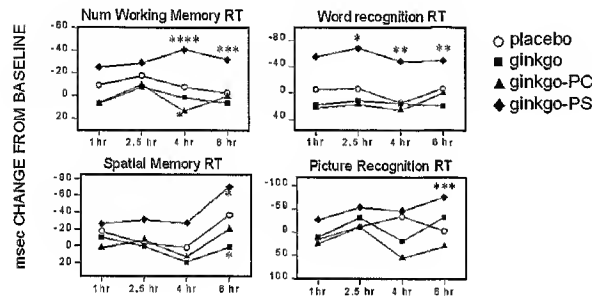 msec CHANGE FROM BASELINE
Num Working Memory RT
-60
-40
-20
0
20
****
***
*
1 hr
2.5 hr
4 hr
6 hr
Word recognition RT
-80
-40
0
40
*
**
**
1 hr
2.5 hr
4 hr
6 hr
placebo
ginkgo
ginkgo-PC
ginkgo-PS
Spatial Memory RT
-80
-60
-40
-20
0
20
*
*
1 hr
2.5 hr
4 hr
6 hr
Picture Recognition RT
-100
-50
0
50
100
***
1 hr
2.5 hr
4 hr
6 hr